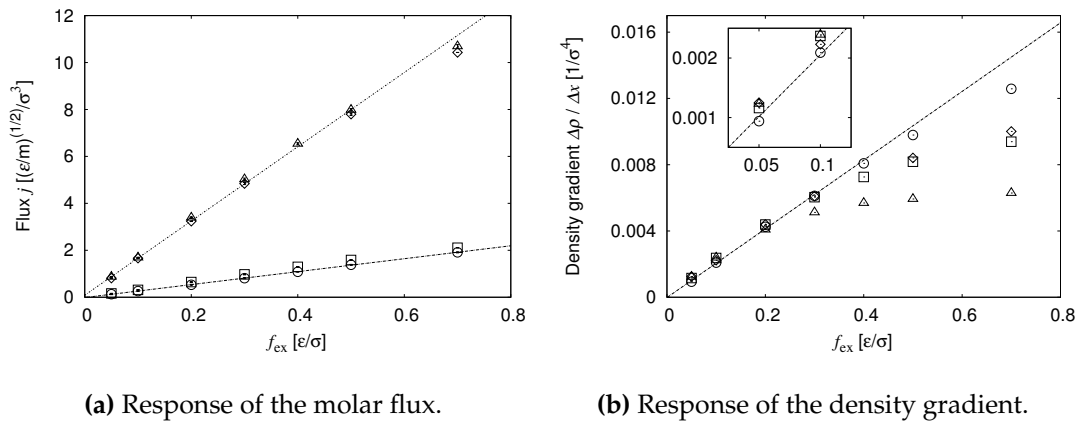 Flux j [(ε/m)^(1/2)/σ^3]
12
10
8
6
4
2
0
0 0.2 0.4 0.6 0.8
f_ex [ε/σ]
Density gradient Δρ / Δx [1/σ^4]
0.016
0.012
0.008
0.004
0
0.002
0.001
0.05 0.1
0 0.2 0.4 0.6 0.8
f_ex [ε/σ]
(a) Response of the molar flux.
(b) Response of the density gradient.